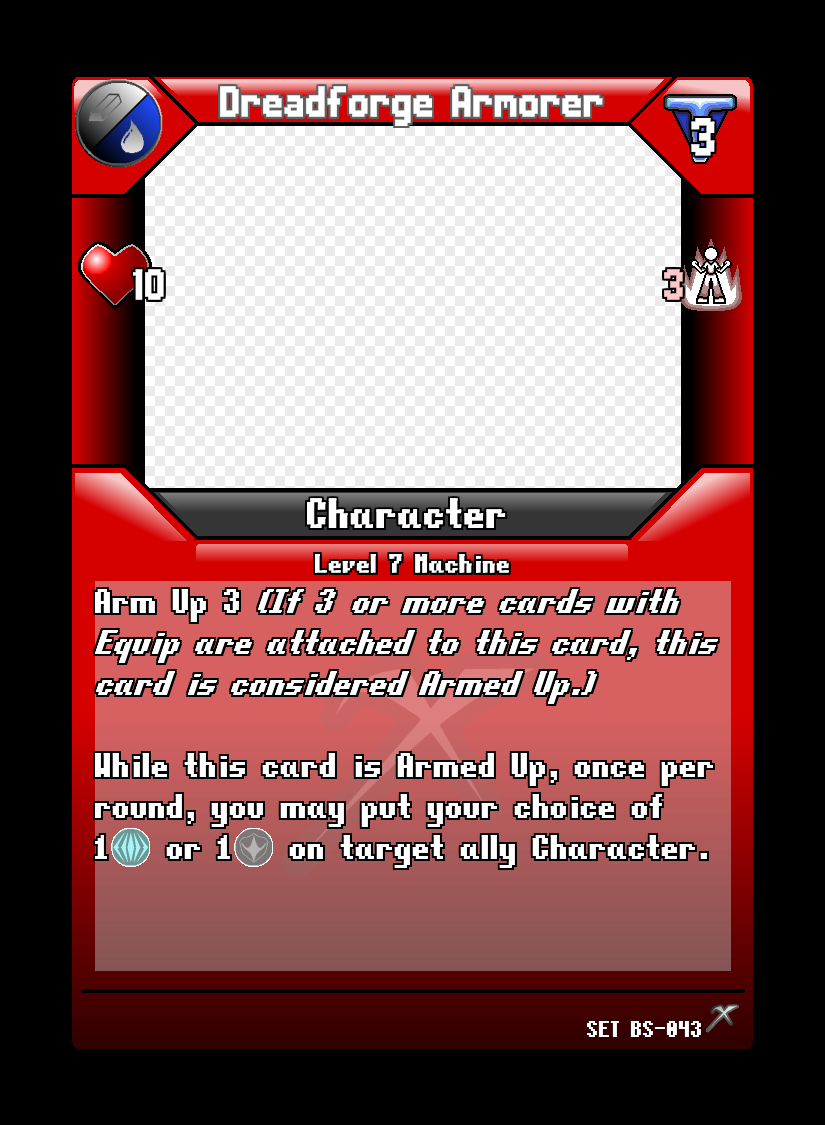 Dreadforge Armorer
3
10
3
Character
Level 7 Machine
Arm Up 3 (If 3 or more cards with
Equip are attached to this card, this
card is considered Armed Up.)
While this card is Armed Up, once per
round, you may put your choice of
1 or 1 on target ally Character.
SET BS-043